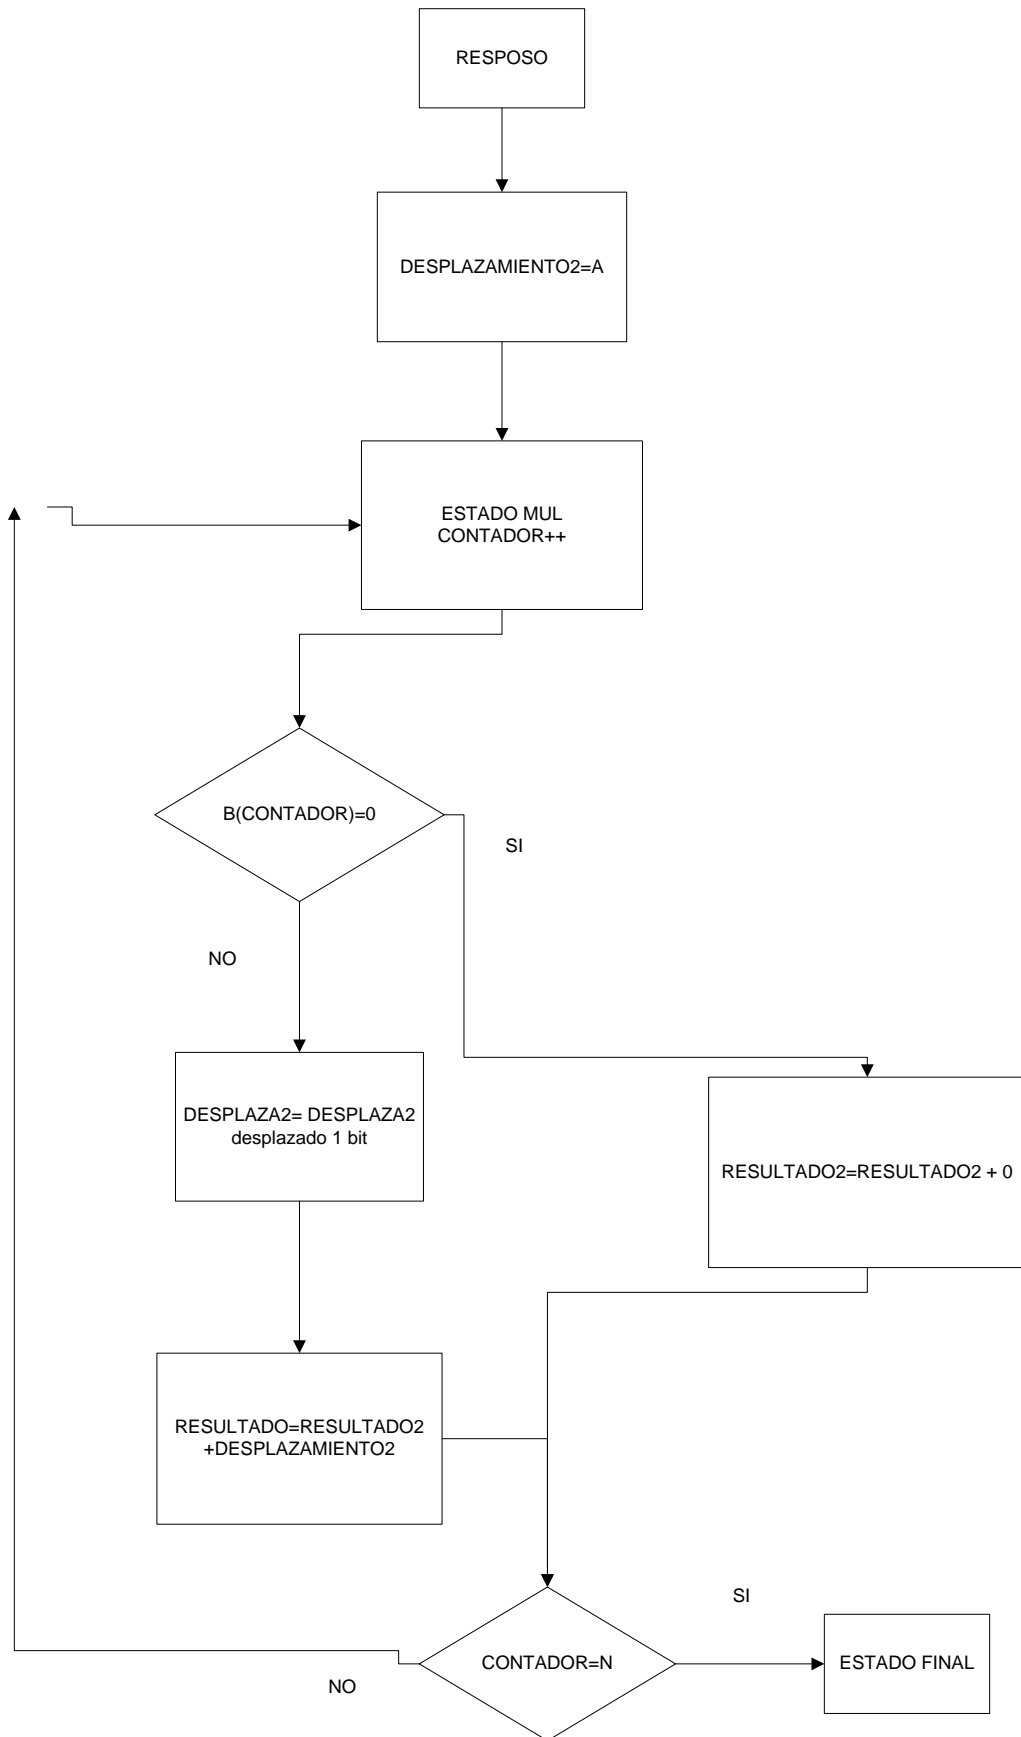 RESPOSO
DESPLAZAMIENTO2=A
ESTADO MUL
CONTADOR++
B(CONTADOR)=0
SI
NO
DESPLAZA2= DESPLAZA2
desplazado 1 bit
RESULTADO2=RESULTADO2 + 0
RESULTADO=RESULTADO2
+DESPLAZAMIENTO2
SI
CONTADOR=N
ESTADO FINAL
NO